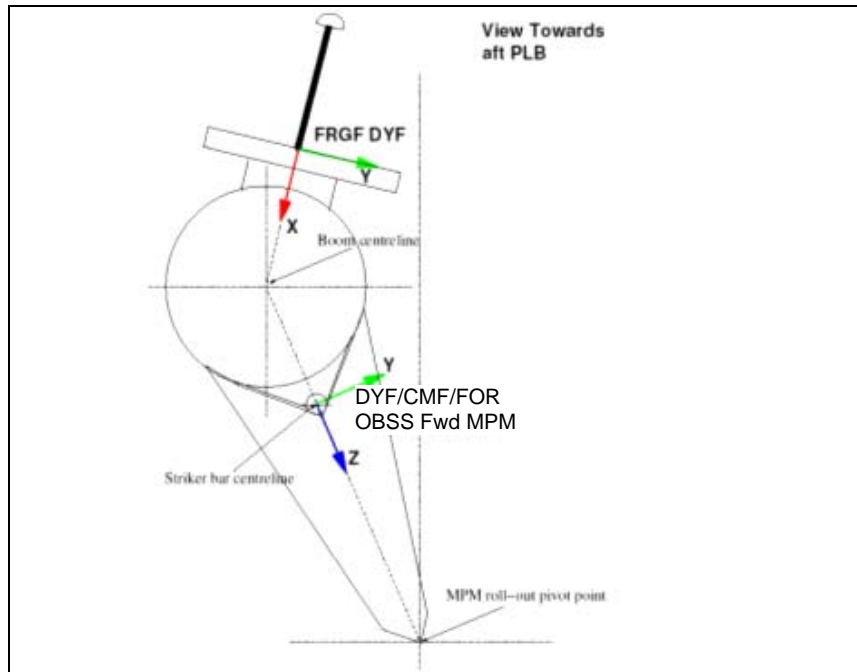 View Towards
aft PLB
FRGF DYF
Y
X
Boom centreline
Y
DYF/CMF/FOR
OBSS Fwd MPM
Z
Striker bar centreline
MPM roll-out pivot point